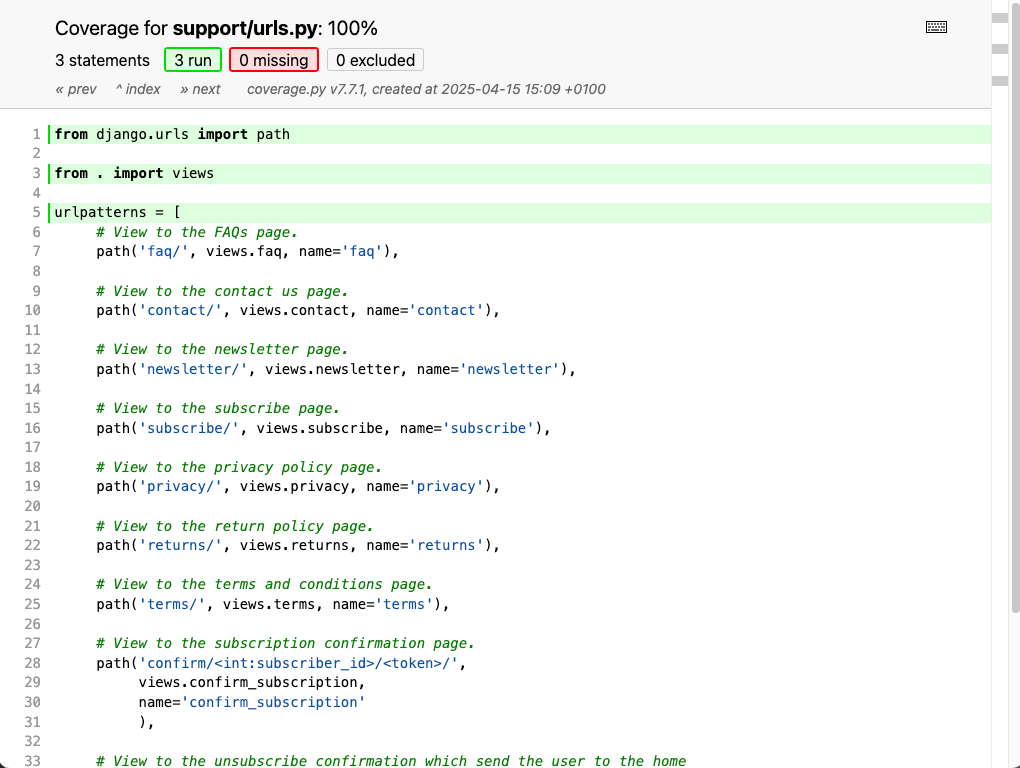 Coverage for support/urls.py: 100%
3 statements 3 run 0 missing 0 excluded
« prev ^ index » next coverage.py v7.7.1, created at 2025-04-15 15:09 +0100
1 from django.urls import path
2
3 from . import views
4
5 urlpatterns = [
6 # View to the FAQs page.
7 path('faq/', views.faq, name='faq'),
8
9 # View to the contact us page.
10 path('contact/', views.contact, name='contact'),
11
12 # View to the newsletter page.
13 path('newsletter/', views.newsletter, name='newsletter'),
14
15 # View to the subscribe page.
16 path('subscribe/', views.subscribe, name='subscribe'),
17
18 # View to the privacy policy page.
19 path('privacy/', views.privacy, name='privacy'),
20
21 # View to the return policy page.
22 path('returns/', views.returns, name='returns'),
23
24 # View to the terms and conditions page.
25 path('terms/', views.terms, name='terms'),
26
27 # View to the subscription confirmation page.
28 path('confirm/<int:subscriber_id>/<token>/',
29 views.confirm_subscription,
30 name='confirm_subscription'
31 ),
32
33 # View to the unsubscribe confirmation which send the user to the home